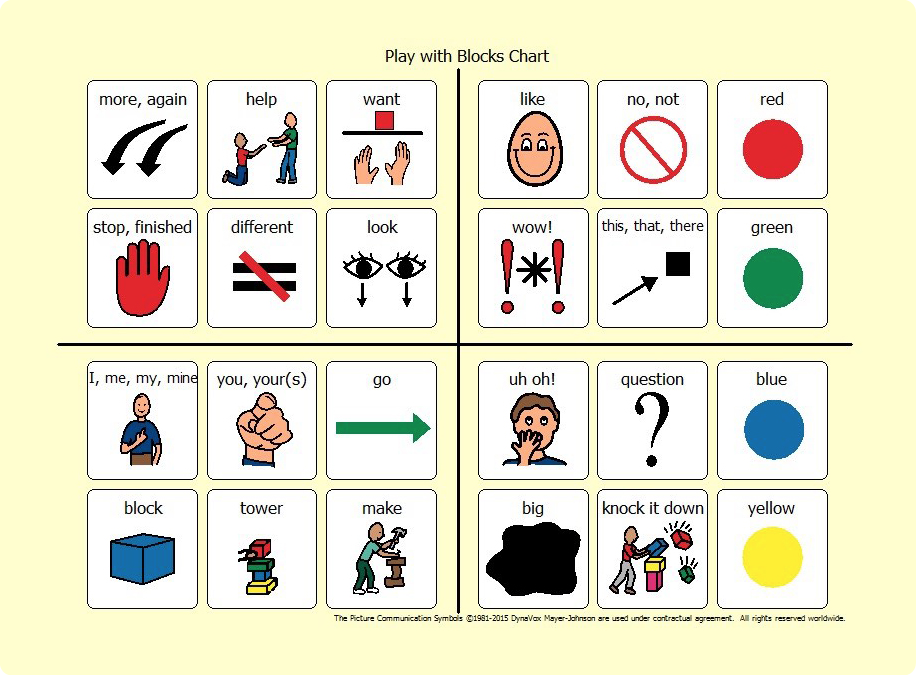 Play with Blocks Chart
more, again
help
want
like
no, not
red
stop, finished
different
look
wow!
this, that, there
green
I, me, my, mine
you, your(s)
go
uh oh!
question
blue
block
tower
make
big
knock it down
yellow
The Picture Communication Symbols ©1981-2015 DynaVox Mayer-Johnson are used under contractual agreement. All rights reserved worldwide.